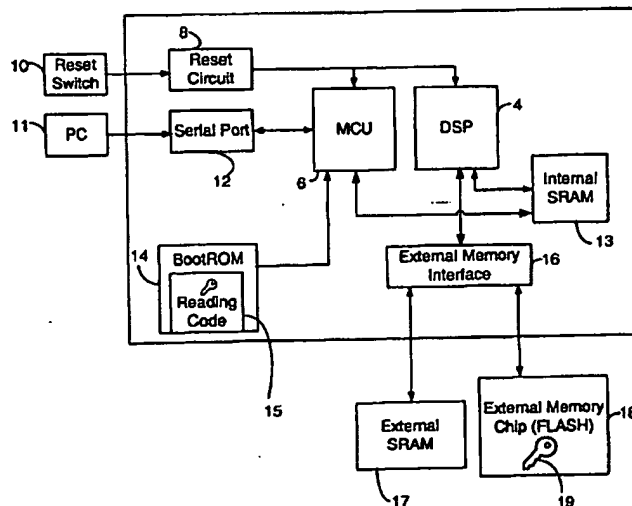 8
10
Reset
Switch
Reset
Circuit
4
11
PC
Serial Port
12
MCU
6
DSP
Internal
SRAM
13
14
BootROM
Reading
Code
15
External Memory
Interface
16
External
SRAM
17
External Memory
Chip (FLASH)
18
19